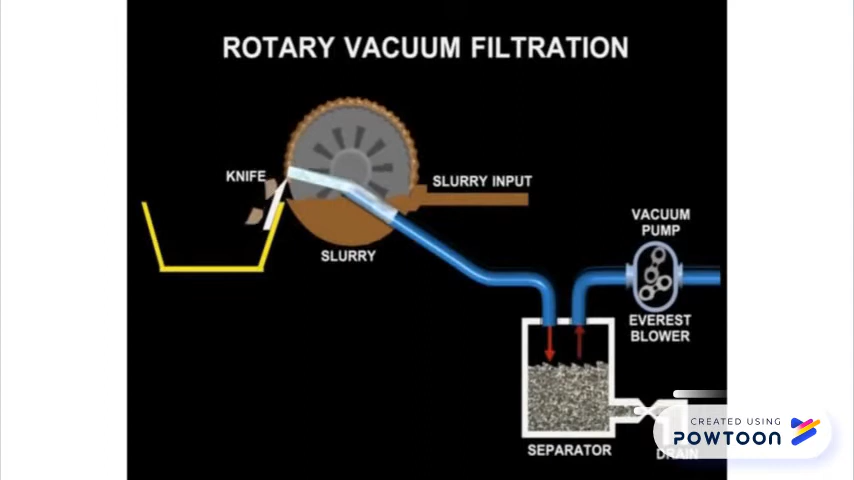 ROTARY VACUUM FILTRATION
KNIFE
SLURRY INPUT
SLURRY
VACUUM
PUMP
EVEREST
BLOWER
SEPARATOR
DRAIN
CREATED USING
POWTOON